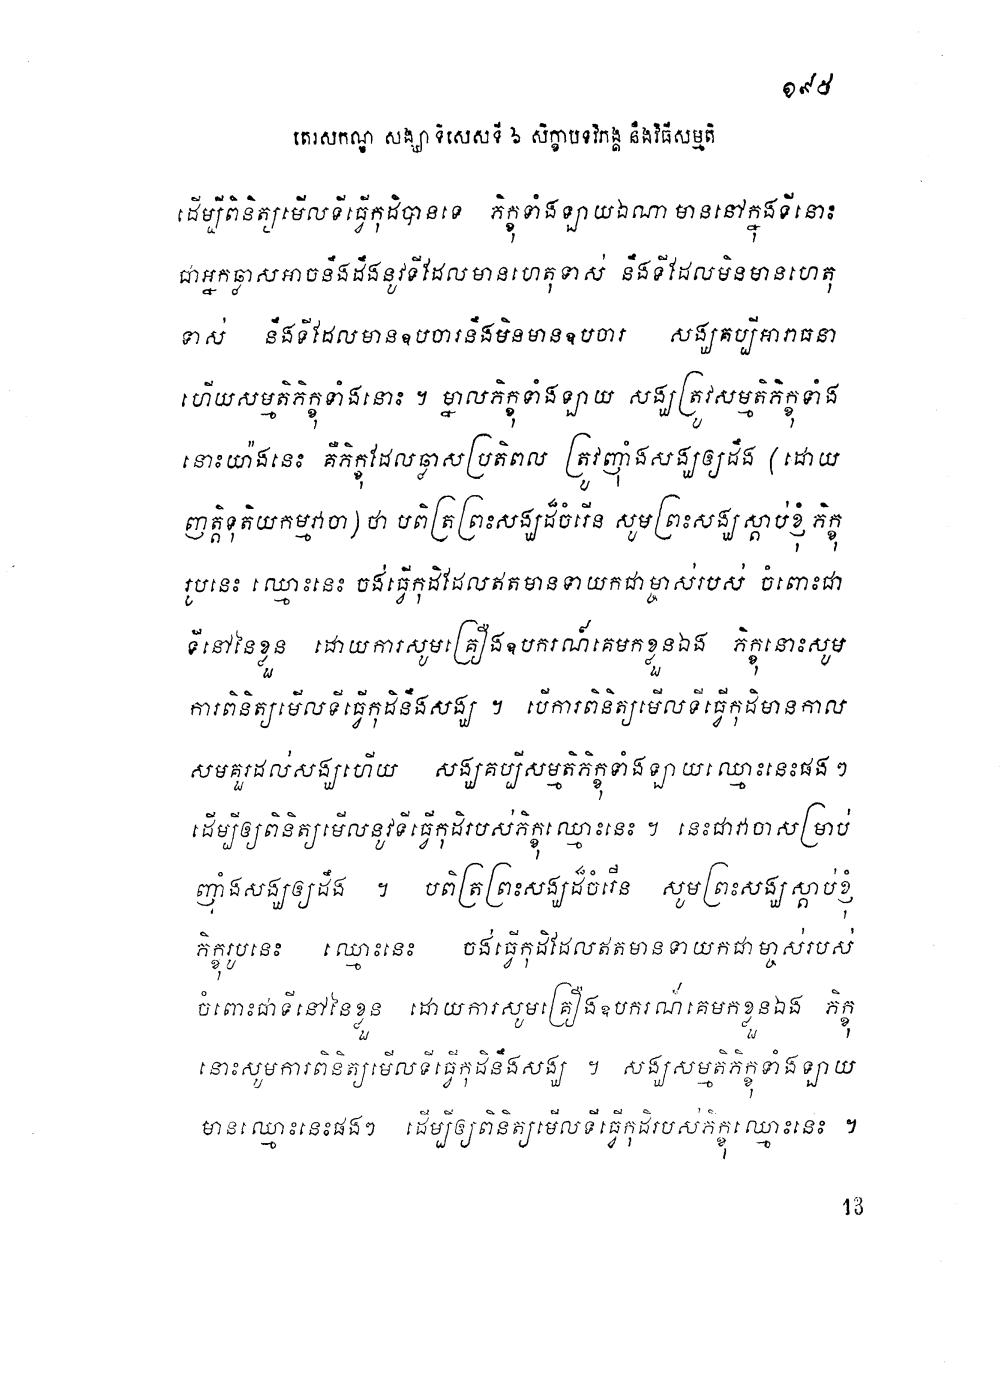 ១៩៥
តេរសកណ្ឌ សង្ឃាទិសេសទី ៦ សិក្ខាបទវិភង្គ នឹងវិធីសម្មតិ
ដើម្បីពិនិត្យមើលទីធ្វើកុដិបានទេ ភិក្ខុទាំងឡាយឯណា មាននៅក្នុងទីនោះ
ជាអ្នកឆ្លាសអាចនឹងដឹងនូវទីដែលមានហេតុទាស់ នឹងទីដែលមិនមានហេតុ
ទាស់ នឹងទីដែលមានឧបចារនឹងមិនមានឧបចារ សង្ឃគប្បីអារាធនា
ហើយសម្មតិភិក្ខុទាំងនោះ ។ ម្នាលភិក្ខុទាំងឡាយ សង្ឃត្រូវសម្មតិភិក្ខុទាំង
នោះយ៉ាងនេះ គឺភិក្ខុដែលឆ្លាសប្រតិពល ត្រូវញ៉ាំងសង្ឃឲ្យដឹង (ដោយ
ញត្តិទុតិយកម្មវាចា) ថា បពិត្រព្រះសង្ឃដ៏ចំរើន សូមព្រះសង្ឃស្តាប់ខ្ញុំ ភិក្ខុ
រូបនេះ ឈ្មោះនេះ ចង់ធ្វើកុដិដែលឥតមានទាយកជាម្ចាស់របស់ ចំពោះជា
ទីនៅនៃខ្លួន ដោយការសូមគ្រឿងឧបករណ៍គេមកខ្លួនឯង ភិក្ខុនោះសូម
ការពិនិត្យមើលទីធ្វើកុដិនឹងសង្ឃ ។ បើការពិនិត្យមើលទីធ្វើកុដិមានកាល
សមគួរដល់សង្ឃហើយ សង្ឃគប្បីសម្មតិភិក្ខុទាំងឡាយឈ្មោះនេះផងៗ
ដើម្បីឲ្យពិនិត្យមើលនូវទីធ្វើកុដិរបស់ភិក្ខុឈ្មោះនេះ ។ នេះជាវាចាសម្រាប់
ញ៉ាំងសង្ឃឲ្យដឹង ។ បពិត្រព្រះសង្ឃដ៏ចំរើន សូមព្រះសង្ឃស្តាប់ខ្ញុំ
ភិក្ខុរូបនេះ ឈ្មោះនេះ ចង់ធ្វើកុដិដែលឥតមានទាយកជាម្ចាស់របស់
ចំពោះជាទីនៅនៃខ្លួន ដោយការសូមគ្រឿងឧបករណ៍គេមកខ្លួនឯង ភិក្ខុ
នោះសូមការពិនិត្យមើលទីធ្វើកុដិនឹងសង្ឃ ។ សង្ឃសម្មតិភិក្ខុទាំងឡាយ
មានឈ្មោះនេះផងៗ ដើម្បីឲ្យពិនិត្យមើលទីធ្វើកុដិរបស់ភិក្ខុឈ្មោះនេះ ។
13